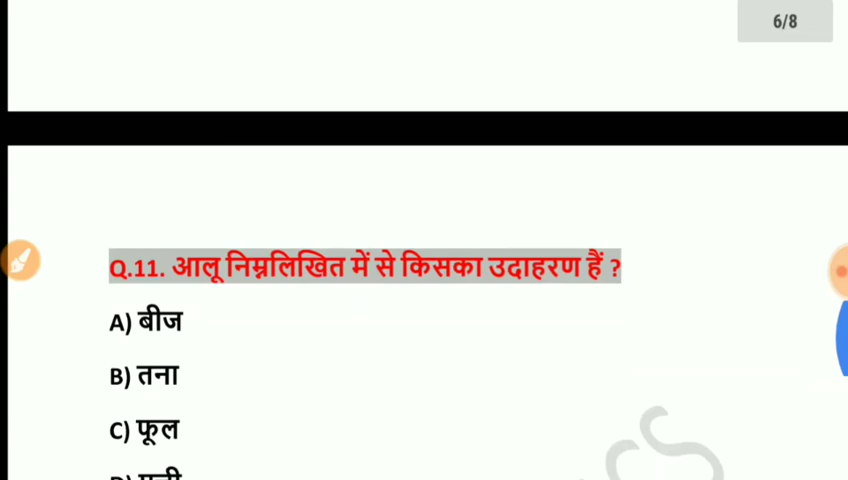 6/8
Q.11. आलू निम्नलिखित में से किसका उदाहरण हैं ?
A) बीज
B) तना
C) फूल